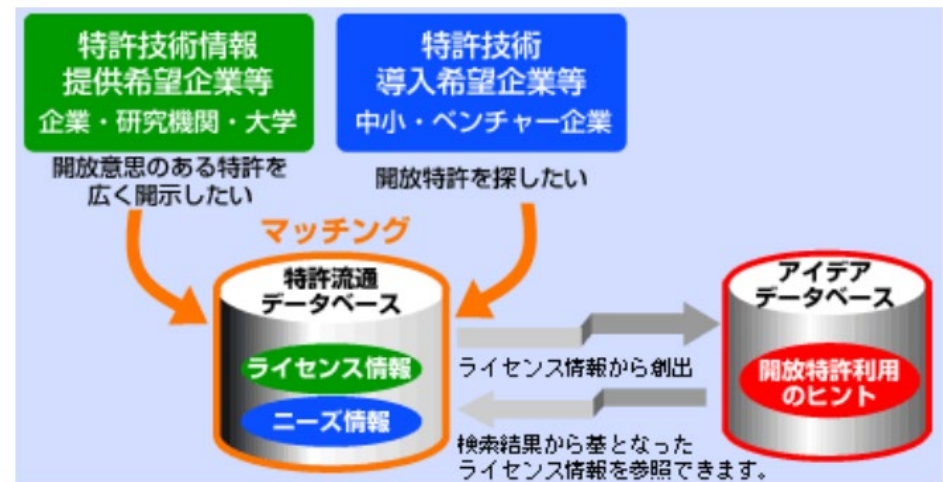 特許技術情報
提供希望企業等
企業・研究機関・大学
特許技術
導入希望企業等
中小・ベンチャー企業
開放意思のある特許を
広く開示したい
開放特許を探したい
マッチング
特許流通
データベース
ライセンス情報
ニーズ情報
ライセンス情報から創出
検索結果から基となった
ライセンス情報を参照できます。
アイデア
データベース
開放特許利用
のヒント